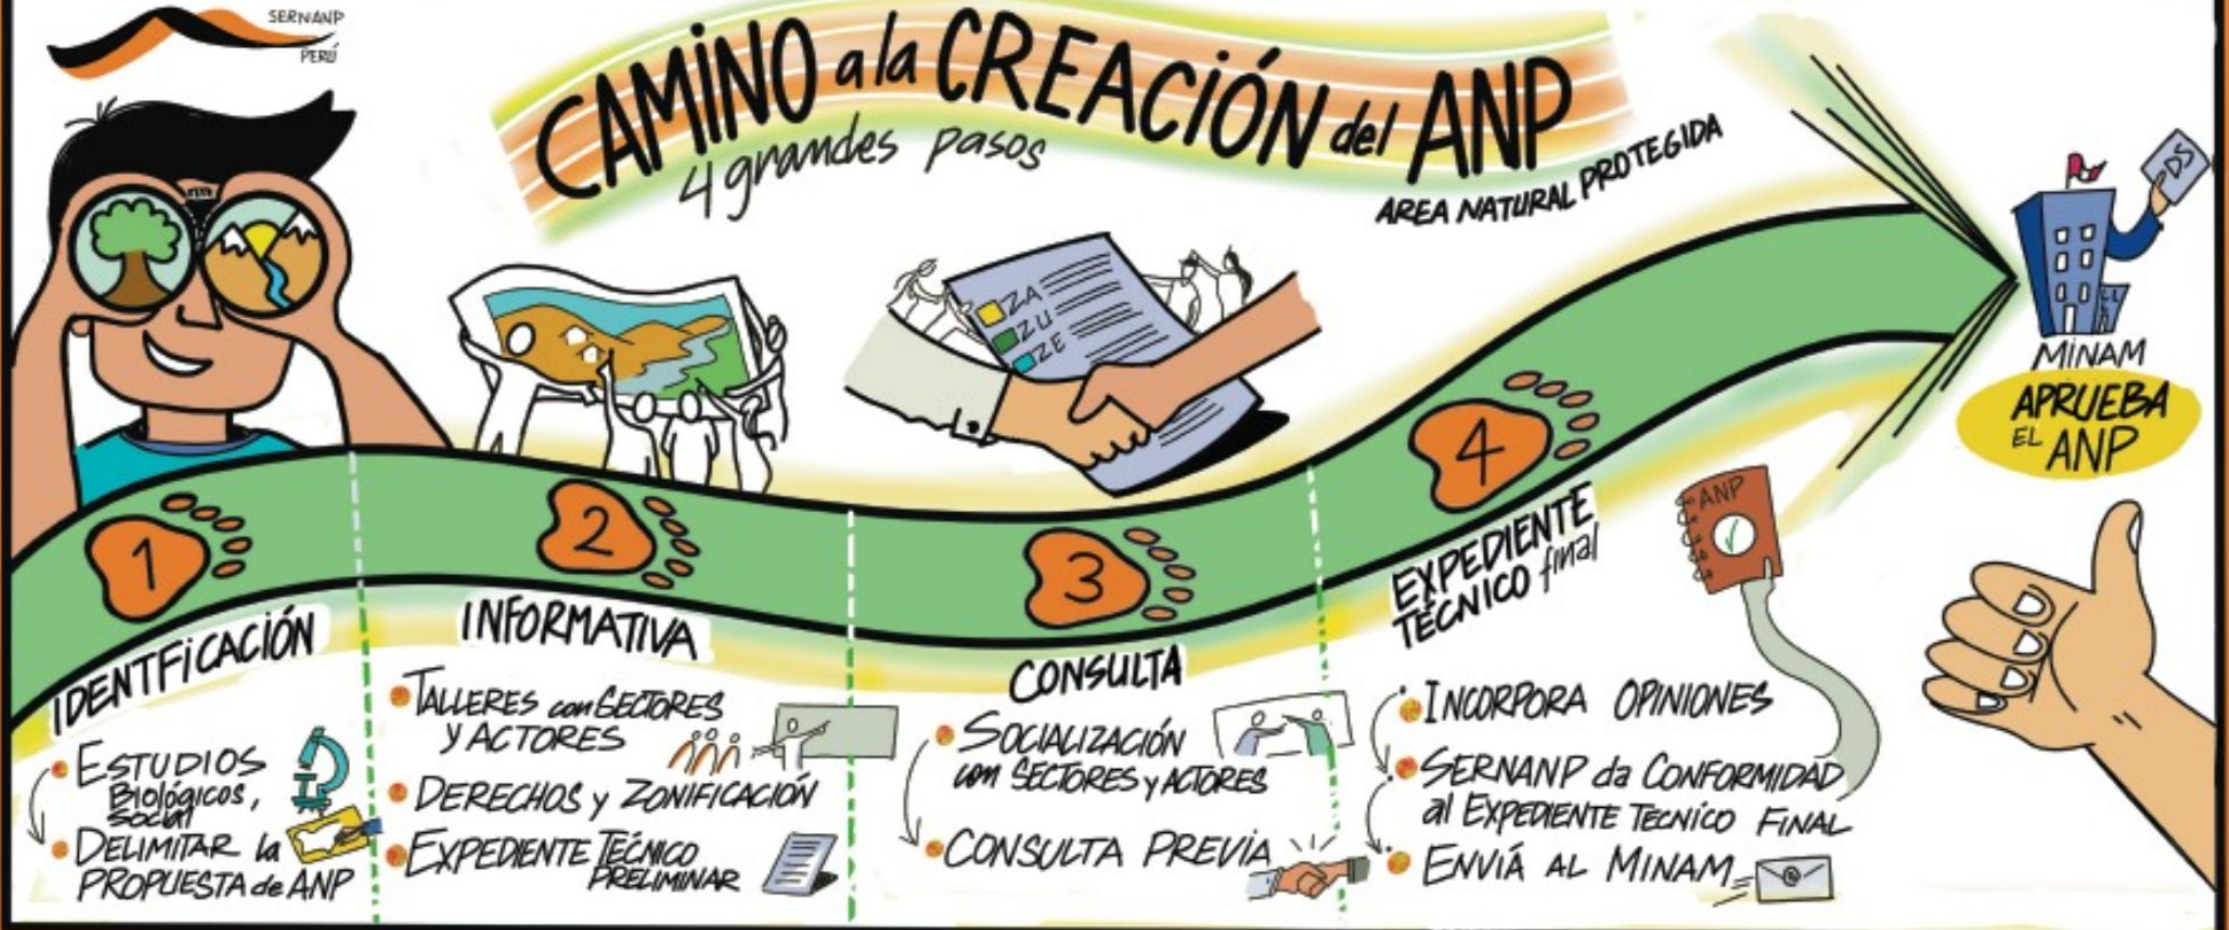 SERNANP
PERÚ
CAMINO a la CREACIÓN del ANP
4 grandes pasos
AREA NATURAL PROTEGIDA
DS
ZA
ZU
ZE
MINAM
APRUEBA
EL ANP
1
2
3
4
IDENTFICACIÓN
ESTUDIOS
Biológicos,
Social
DELIMITAR la
PROPUESTA de ANP
INFORMATIVA
TALLERES con SECTORES
y ACTORES
DERECHOS y ZONIFICACIÓN
EXPEDIENTE TÉCNICO
PRELIMINAR
CONSULTA
SOCIALIZACIÓN
con SECTORES y ACTORES
CONSULTA PREVIA
EXPEDIENTE
TÉCNICO final
ANP
INCORPORA OPINIONES
SERNANP da CONFORMIDAD
al EXPEDIENTE TECNICO FINAL
ENVIÁ AL MINAM
@